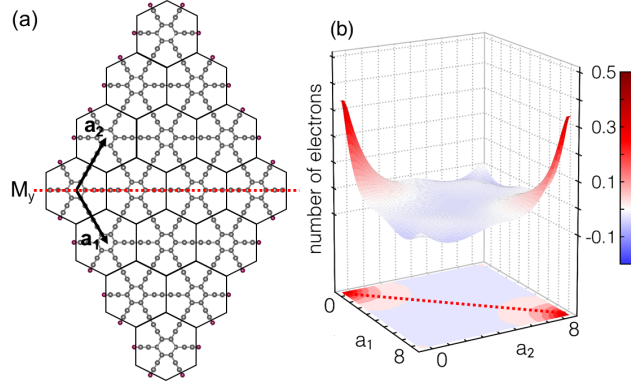 (a)
a₂
M_y
a₁
(b)
number of electrons
0.5
0.3
0.1
-0.1
0
8
a₁
0
8
a₂